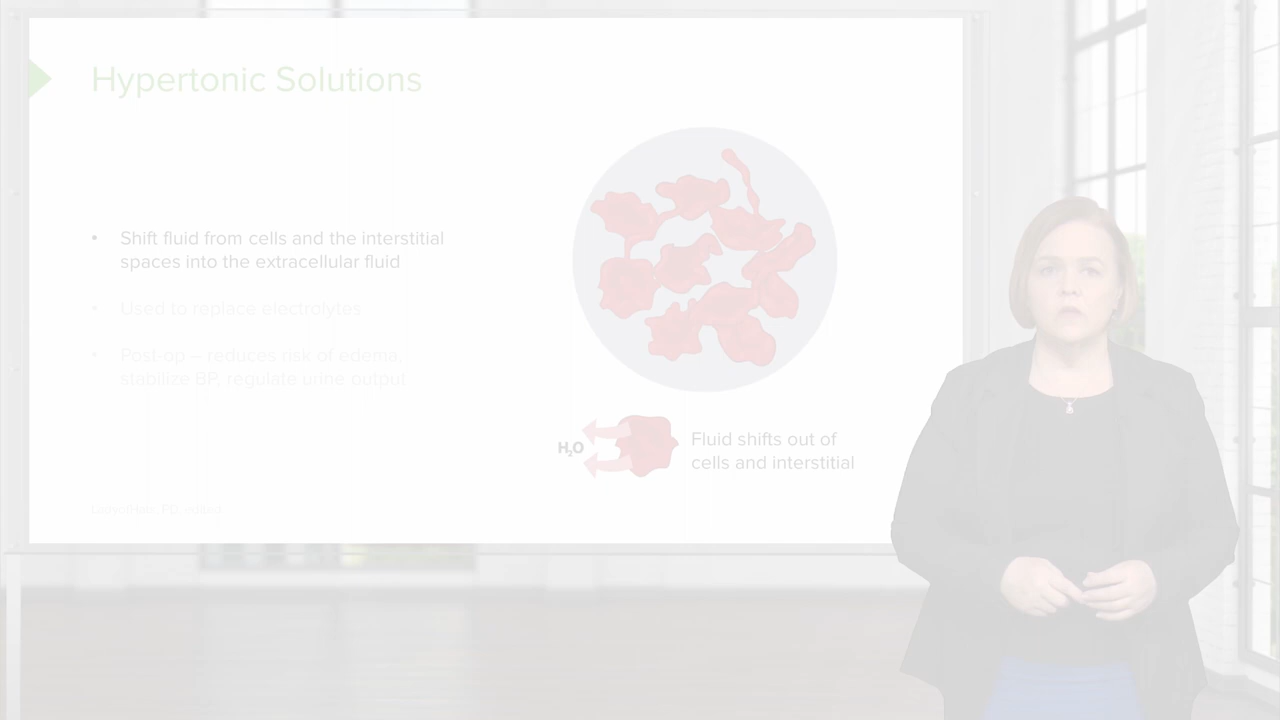 Hypertonic Solutions
• Shift fluid from cells and the interstitial
spaces into the extracellular fluid
• Used to replace electrolytes
• Post-op – reduces risk of edema,
stabilize BP, regulate urine output
H₂O
Fluid shifts out of
cells and interstitial